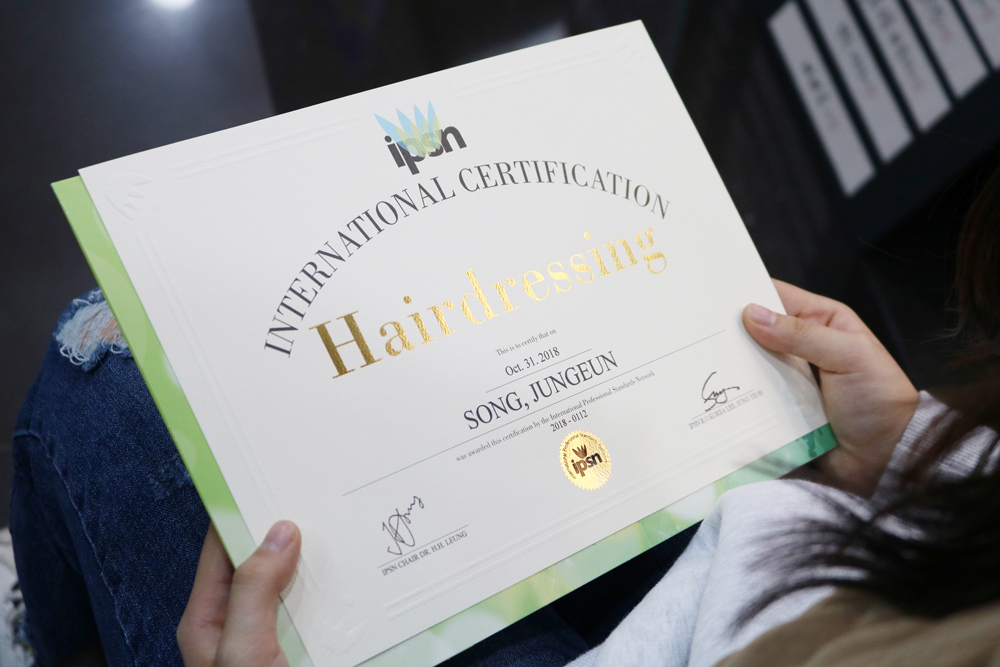 ipsn
INTERNATIONAL CERTIFICATION
Hairdressing
This is to certify that on
Oct. 31. 2018
SONG, JUNGEUN
was awarded this certification by the International Professional Standards Network
2018 - 0112
ipsn
IPSN CHAIR DR. H.H. LEUNG